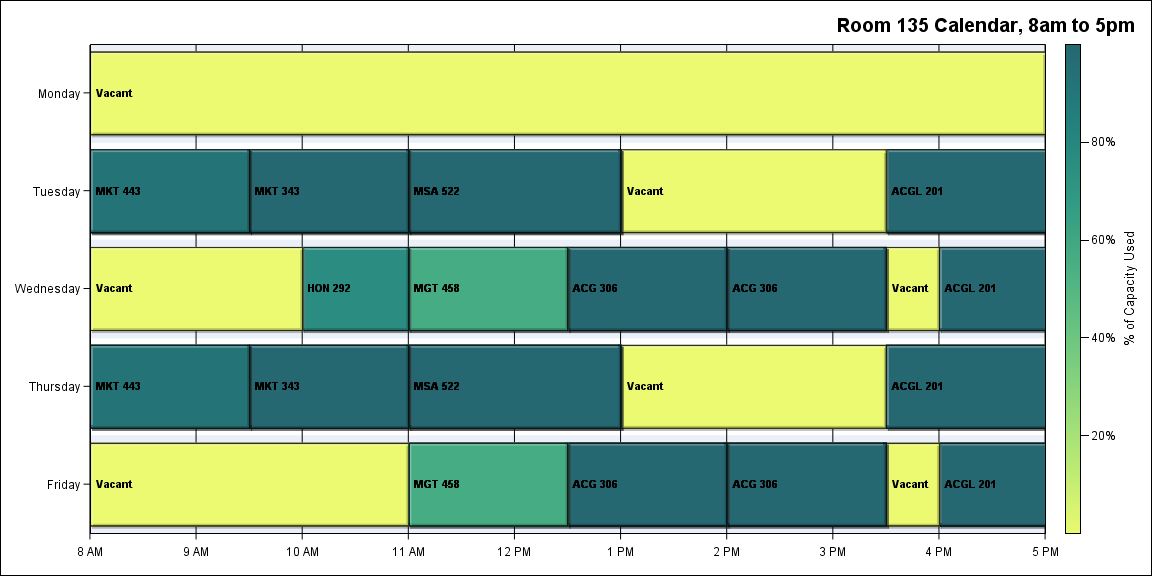 Room 135 Calendar, 8am to 5pm
Monday
Vacant
Tuesday
MKT 443
MKT 343
MSA 522
Vacant
ACGL 201
Wednesday
Vacant
HON 292
MGT 458
ACG 306
ACG 306
Vacant
ACGL 201
Thursday
MKT 443
MKT 343
MSA 522
Vacant
ACGL 201
Friday
Vacant
MGT 458
ACG 306
ACG 306
Vacant
ACGL 201
8 AM
9 AM
10 AM
11 AM
12 PM
1 PM
2 PM
3 PM
4 PM
5 PM
80%
60%
40%
20%
% of Capacity Used